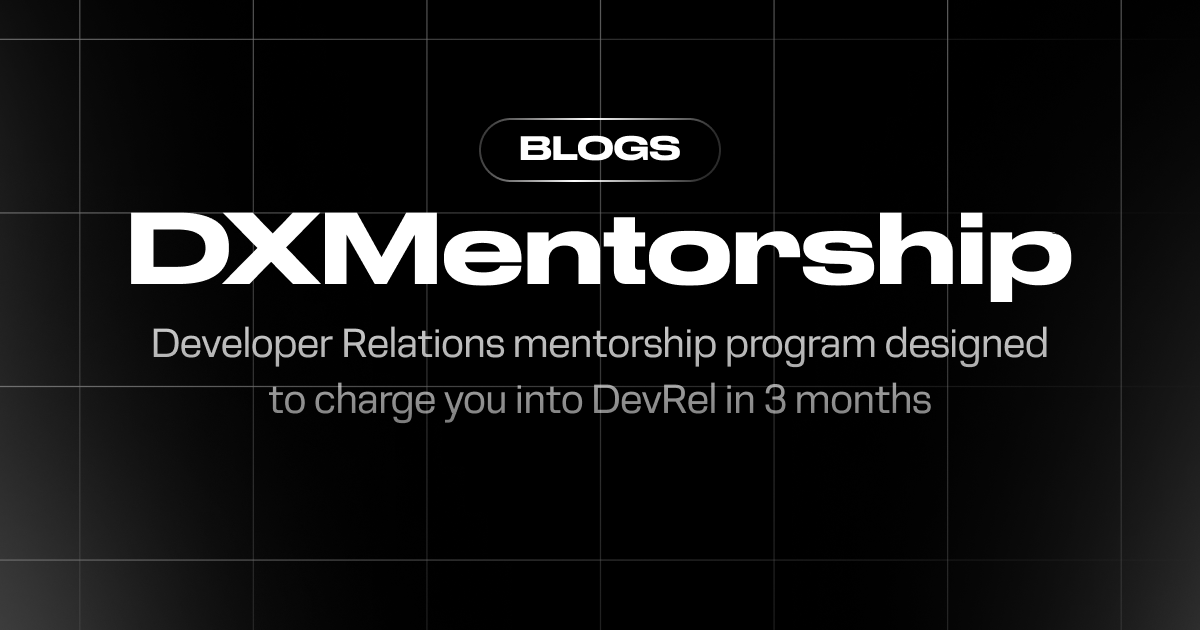 BLOGS
DXMentorship
Developer Relations mentorship program designed
to charge you into DevRel in 3 months